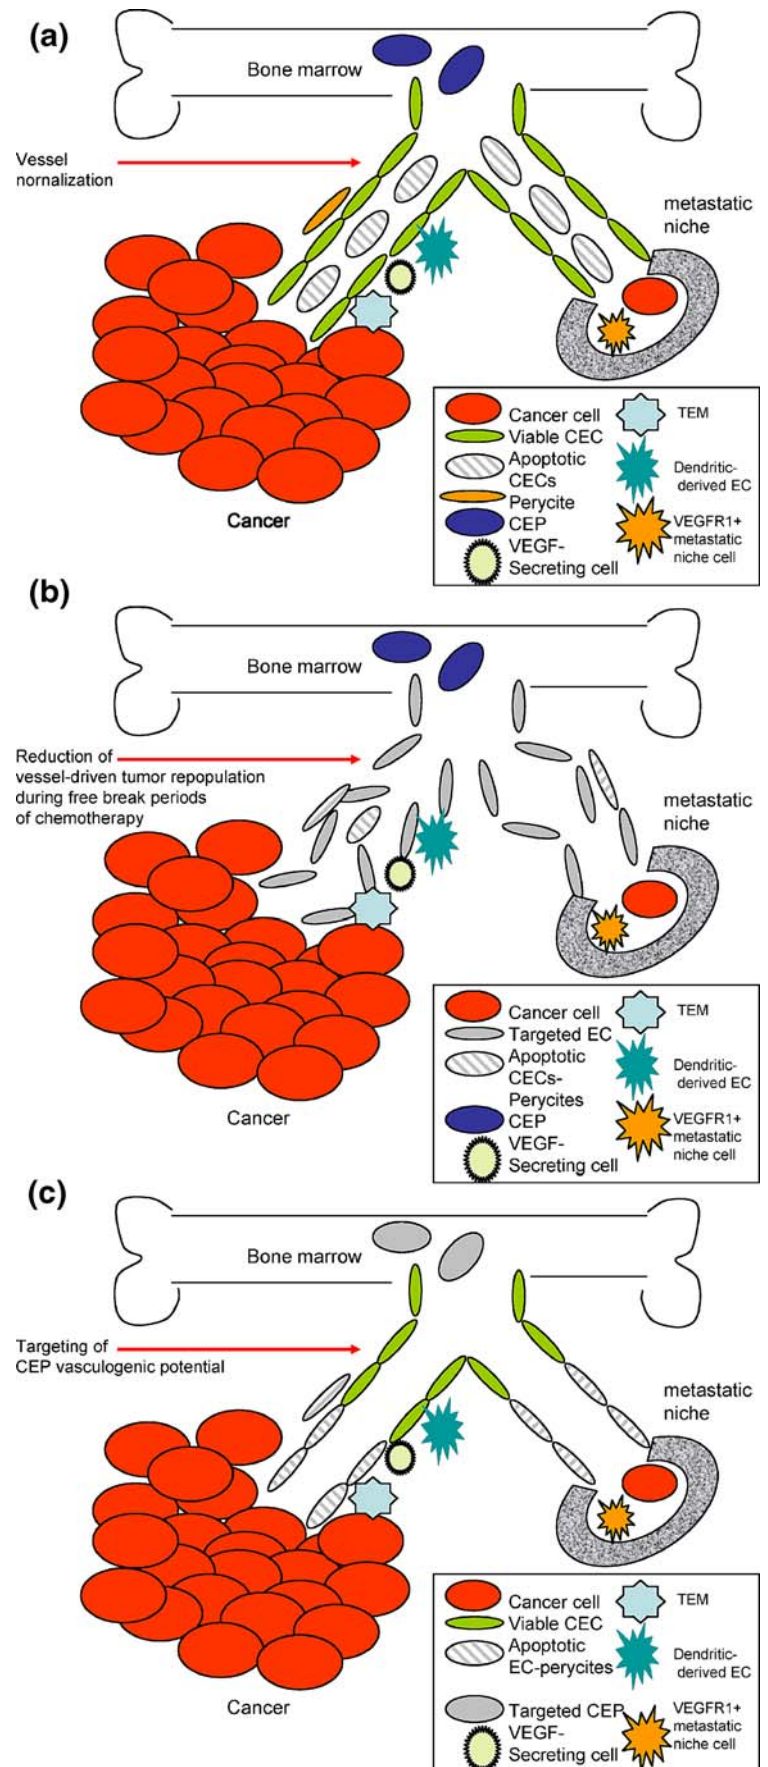 (a)
Bone marrow
Vessel
nornalization
metastatic
niche
Cancer cell
Viable CEC
Apoptotic
CECs
Perycite
CEP
VEGF-
Secreting cell
TEM
Dendritic-
derived EC
VEGFR1+
metastatic
niche cell
Cancer
(b)
Bone marrow
Reduction of
vessel-driven tumor repopulation
during free break periods
of chemotherapy
metastatic
niche
Cancer cell
Targeted EC
Apoptotic
CECs-
Perycites
CEP
VEGF-
Secreting cell
TEM
Dendritic-
derived EC
VEGFR1+
metastatic
niche cell
Cancer
(c)
Bone marrow
Targeting of
CEP vasculogenic potential
metastatic
niche
Cancer cell
Viable CEC
Apoptotic
EC-perycites
Targeted CEP
VEGF-
Secreting cell
TEM
Dendritic-
derived EC
VEGFR1+
metastatic
niche cell
Cancer